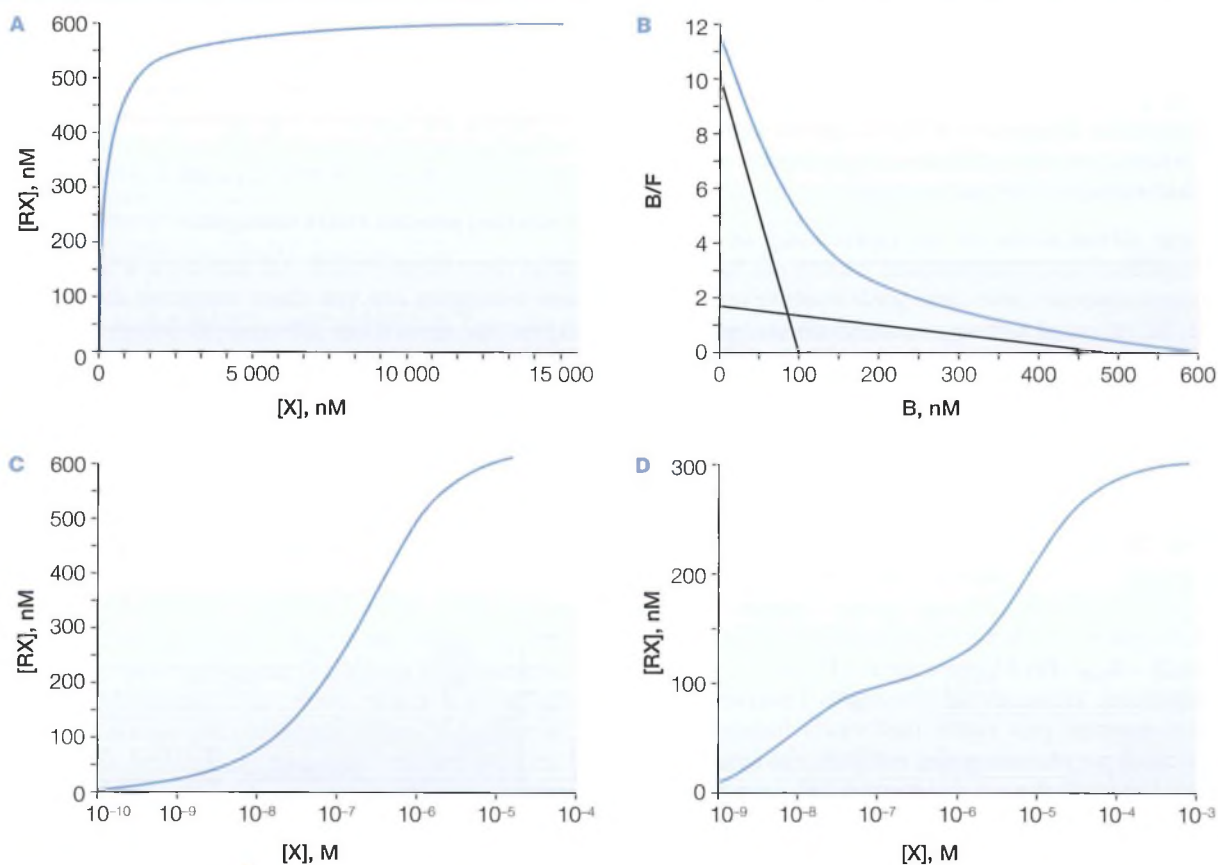 A
600
500
400
300
200
100
0
[RX], nM
0 5 000 10 000 15 000
[X], nM
B
12
10
8
6
4
2
0
B/F
0 100 200 300 400 500 600
B, nM
C
600
500
400
300
200
100
0
[RX], nM
10⁻¹⁰ 10⁻⁹ 10⁻⁸ 10⁻⁷ 10⁻⁶ 10⁻⁵ 10⁻⁴
[X], M
D
300
200
100
0
[RX], nM
10⁻⁹ 10⁻⁸ 10⁻⁷ 10⁻⁶ 10⁻⁵ 10⁻⁴ 10⁻³
[X], M